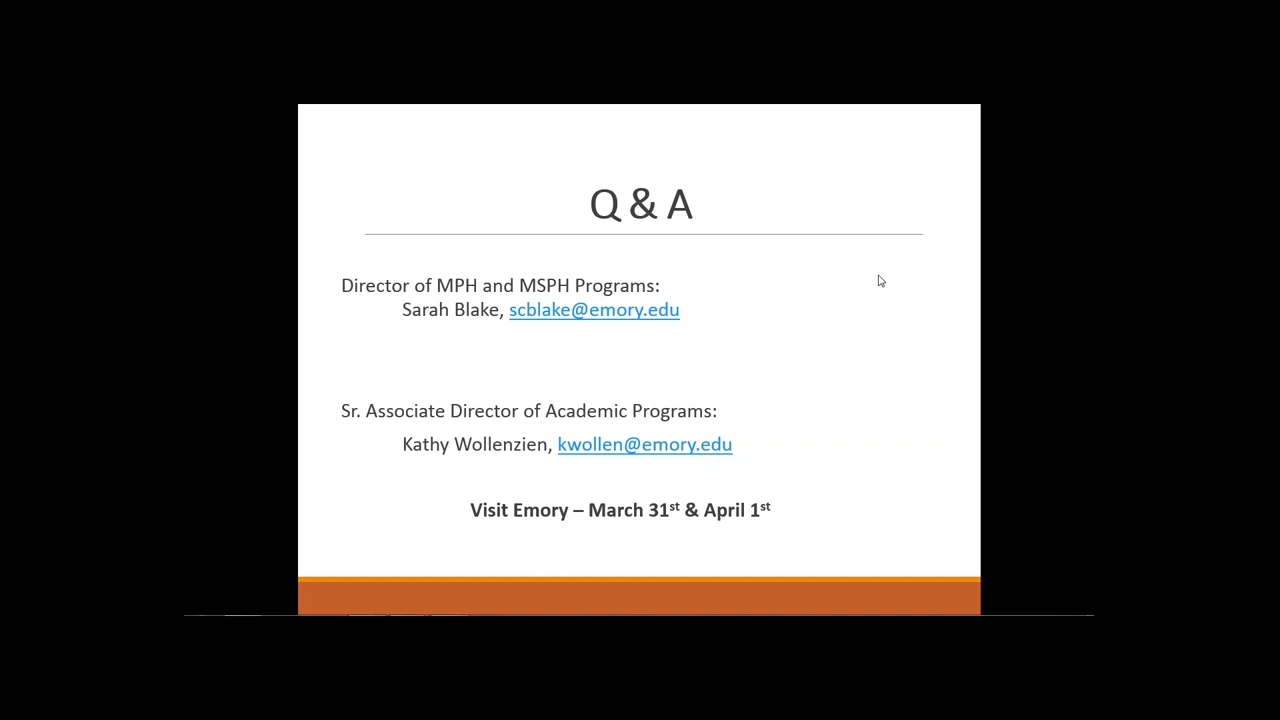 Q & A
Director of MPH and MSPH Programs:
Sarah Blake, scblake@emory.edu
Sr. Associate Director of Academic Programs:
Kathy Wollenzien, kwollen@emory.edu
Visit Emory – March 31st & April 1st